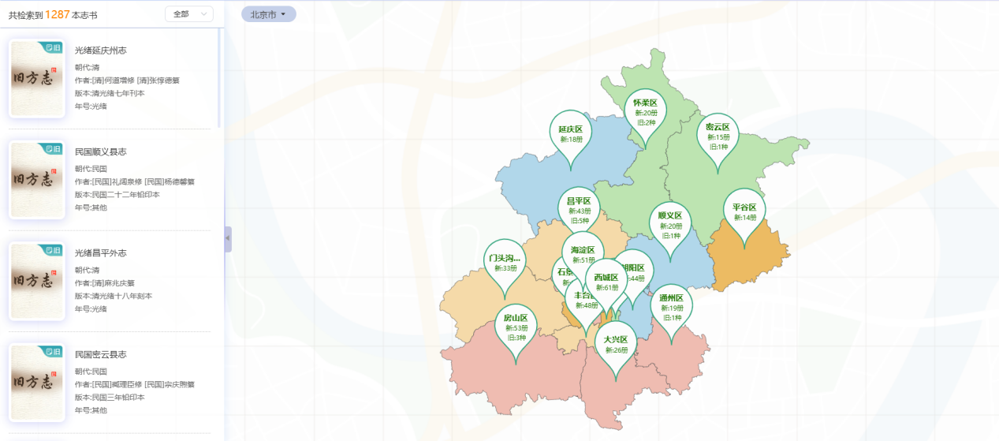 共检索到 1287 本志书
全部
北京市
旧
旧方志
光绪延庆州志
朝代:清
作者:[清]何道增修 [清]张惇德纂
版本:清光绪七年刊本
年号:光绪
旧
旧方志
民国顺义县志
朝代:民国
作者:[民国]礼阔泉修 [民国]杨德馨纂
版本:民国二十二年铅印本
年号:其他
旧
旧方志
光绪昌平外志
朝代:清
作者:[清]麻兆庆纂
版本:清光绪十八年刻本
年号:光绪
旧
旧方志
民国密云县志
朝代:民国
作者:[民国]臧理臣修 [民国]宗庆煦纂
版本:民国三年铅印本
年号:其他
怀柔区
新:20册
旧:2种
延庆区
新:18册
密云区
新:15册
旧:1种
昌平区
新:43册
旧:5种
平谷区
新:14册
顺义区
新:20册
旧:1种
海淀区
新:51册
门头沟...
新:33册
朝阳区
:44册
石景
西城区
新:61册
丰台区
新:48册
通州区
新:19册
旧:1种
房山区
新:53册
旧:3种
大兴区
新:26册